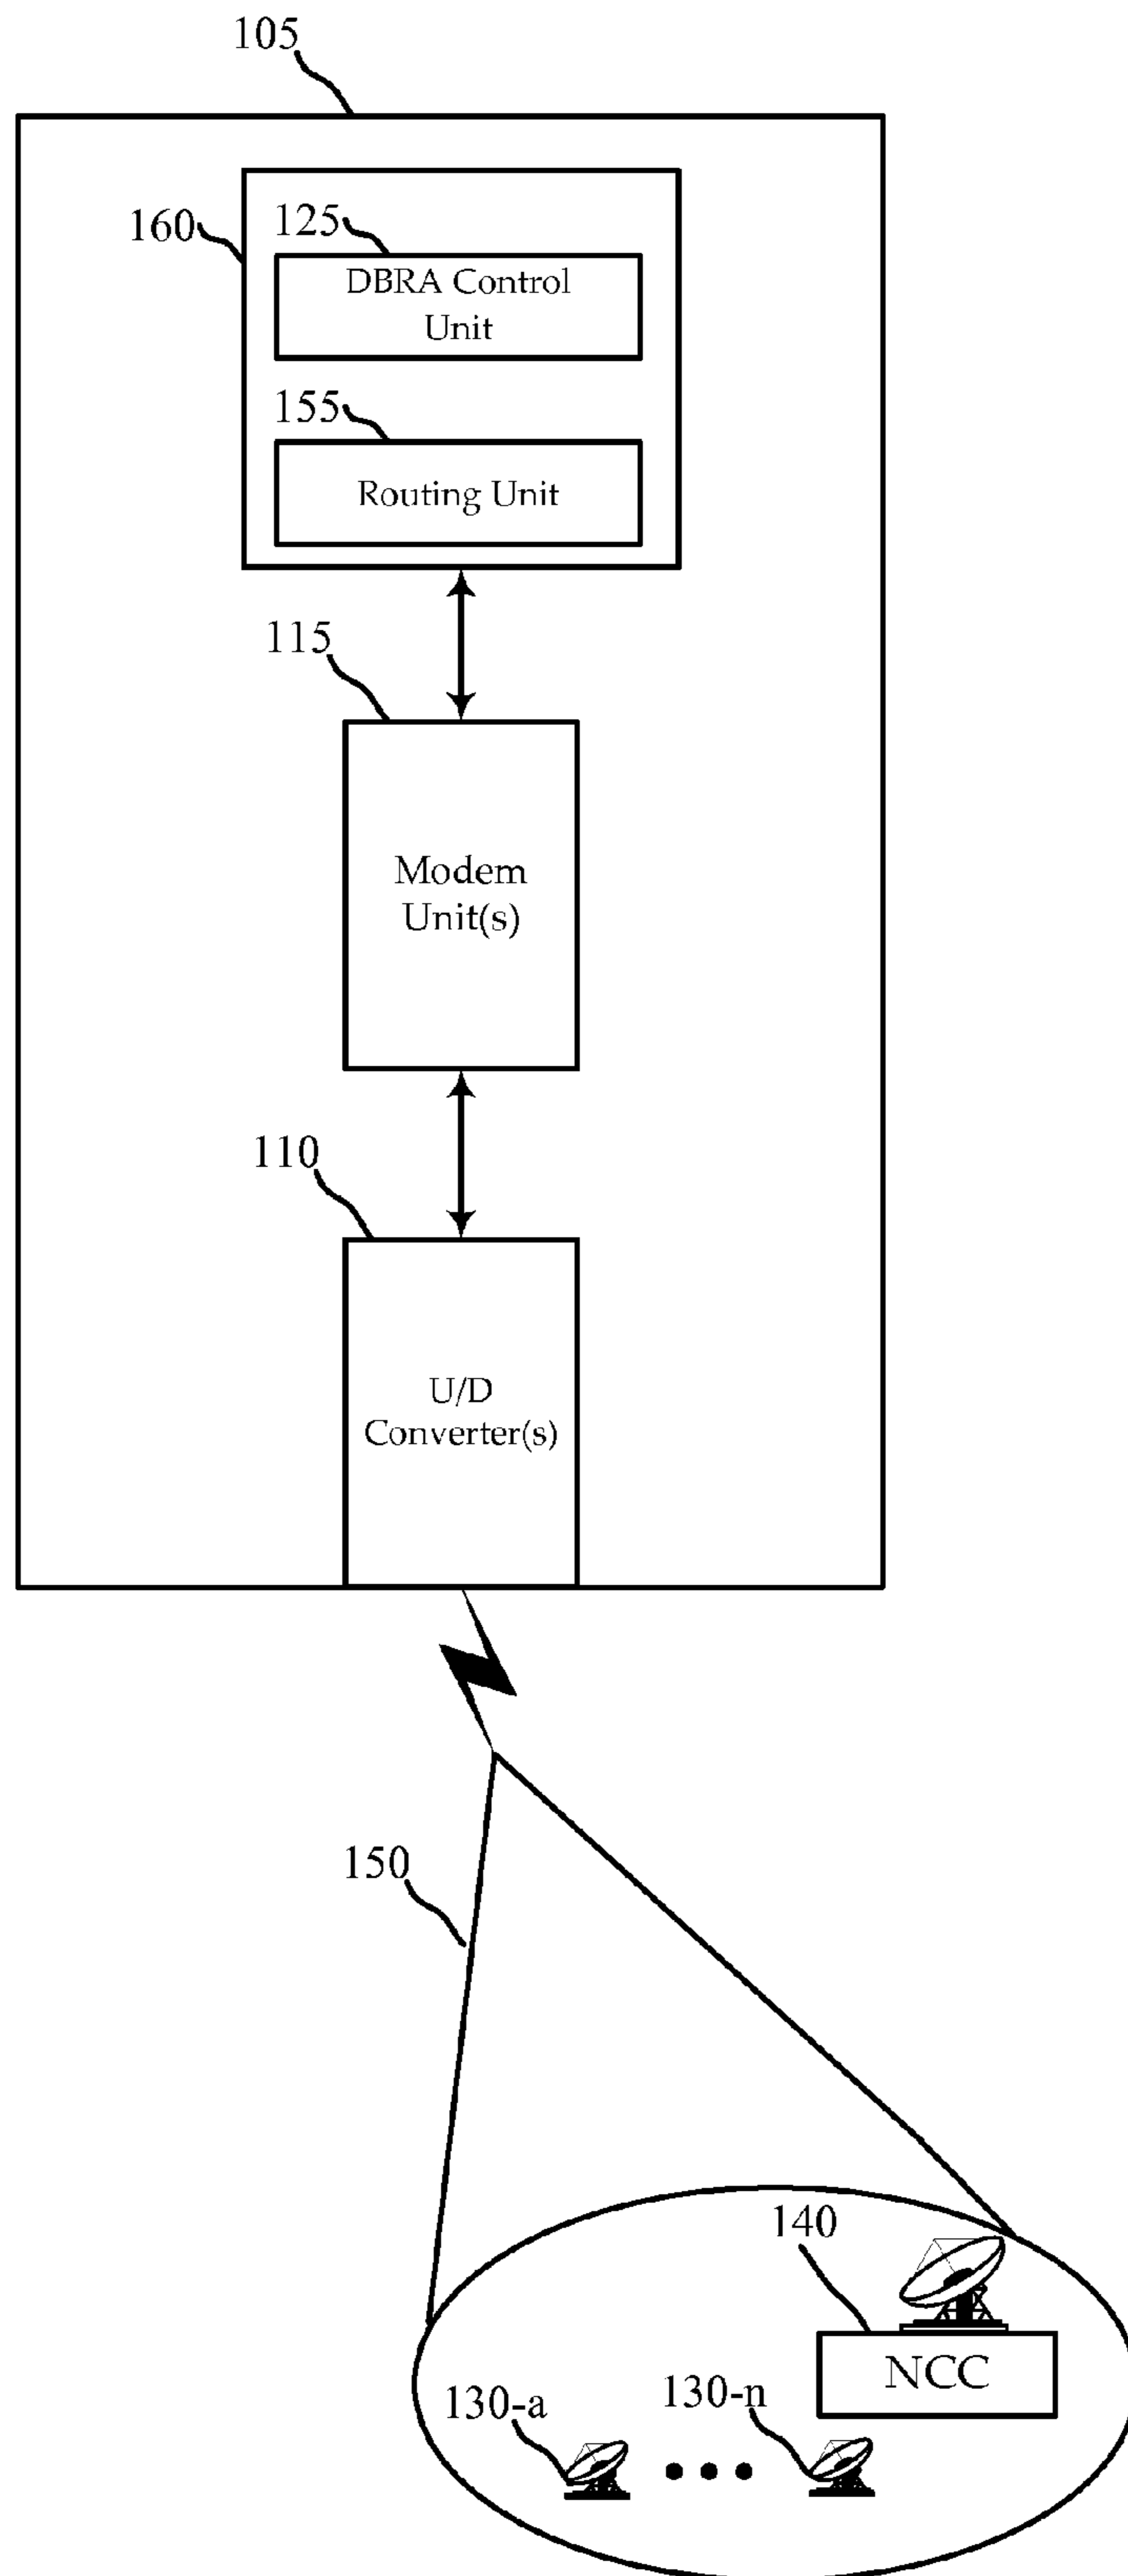 105
160
125
DBRA Control
Unit
155
Routing Unit
115
Modem
Unit(s)
110
U/D
Converter(s)
150
140
NCC
130-a
130-n